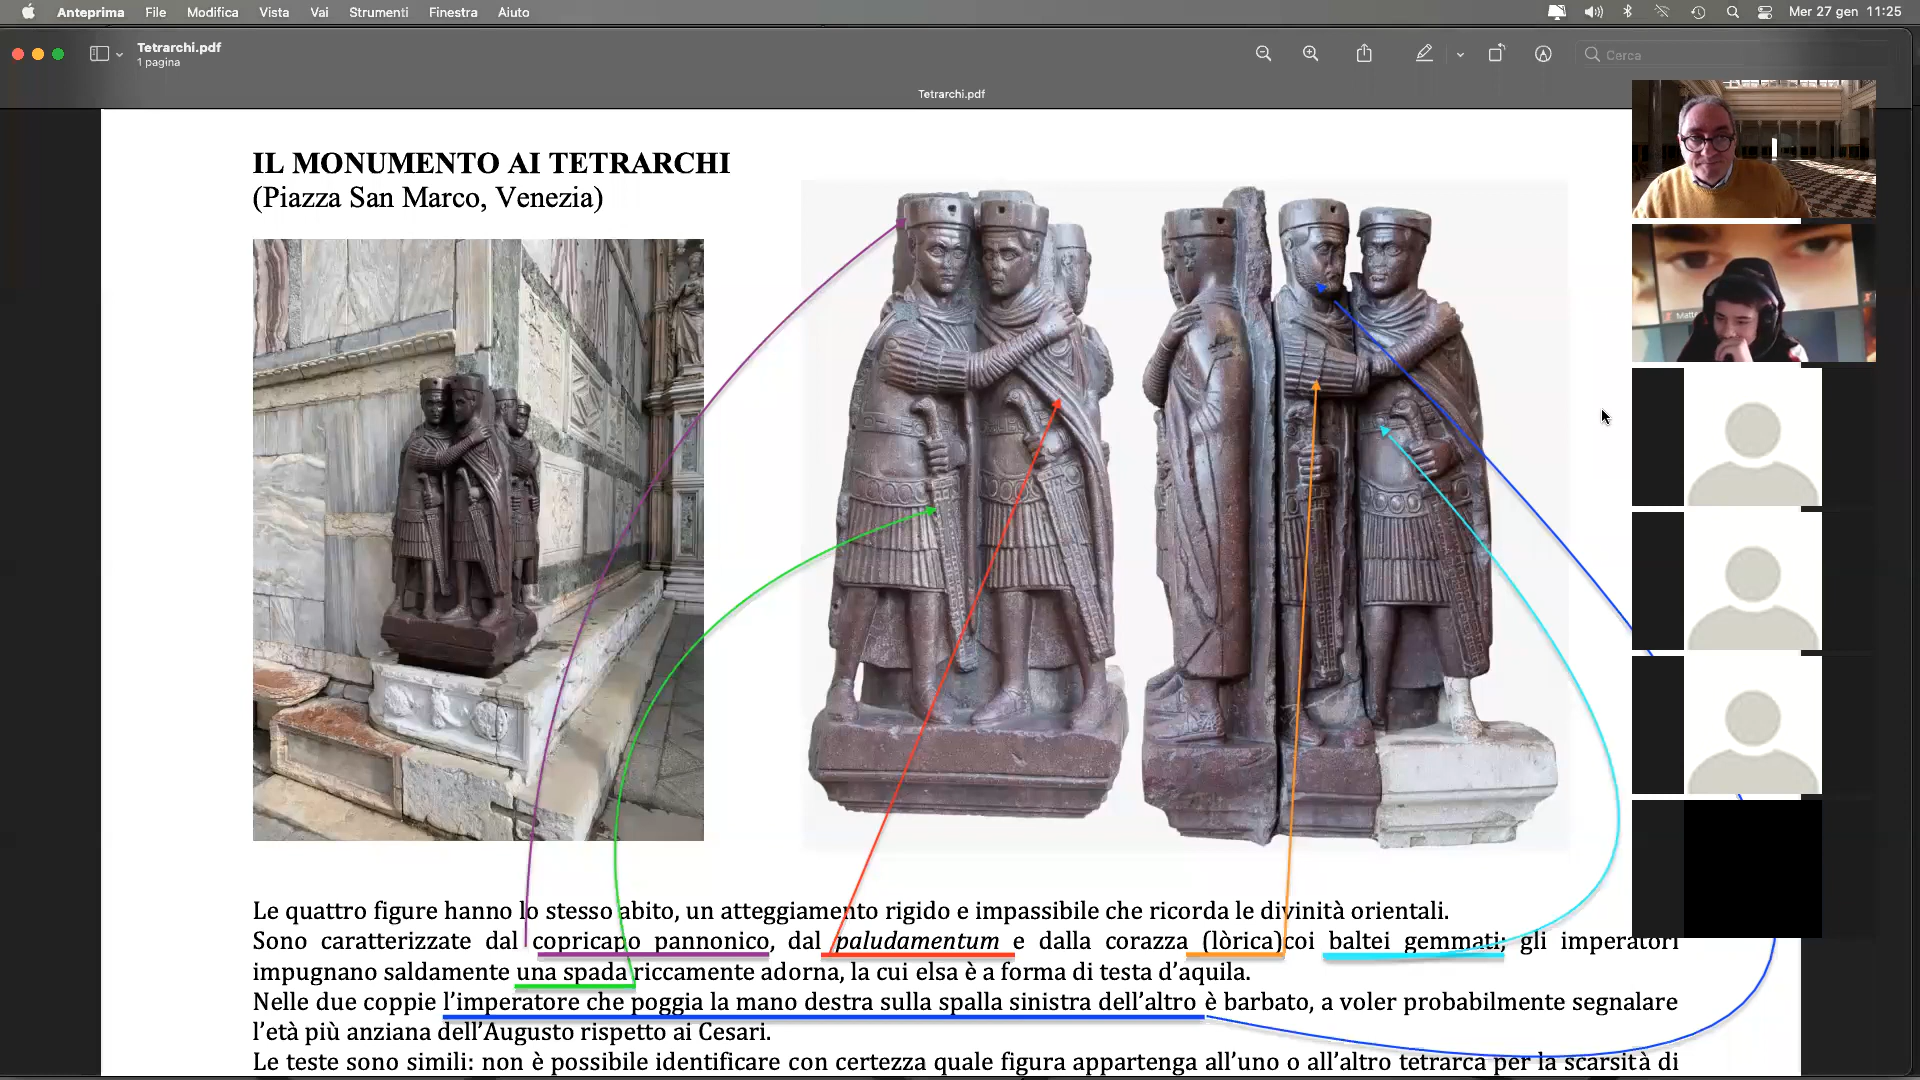 Anteprima File Modifica Vista Vai Strumenti Finestra Aiuto Mer 27 gen 11:25
Tetrarchi.pdf
1 pagina
Cerca
Tetrarchi.pdf
IL MONUMENTO AI TETRARCHI
(Piazza San Marco, Venezia)
Le quattro figure hanno lo stesso abito, un atteggiamento rigido e impassibile che ricorda le divinità orientali.
Sono caratterizzate dal copricapo pannonico, dal paludamentum e dalla corazza (lòrica)coi baltei gemmati; gli imperatori
impugnano saldamente una spada riccamente adorna, la cui elsa è a forma di testa d'aquila.
Nelle due coppie l'imperatore che poggia la mano destra sulla spalla sinistra dell'altro è barbato, a voler probabilmente segnalare
l'età più anziana dell'Augusto rispetto ai Cesari.
Le teste sono simili: non è possibile identificare con certezza quale figura appartenga all'uno o all'altro tetrarca per la scarsità di